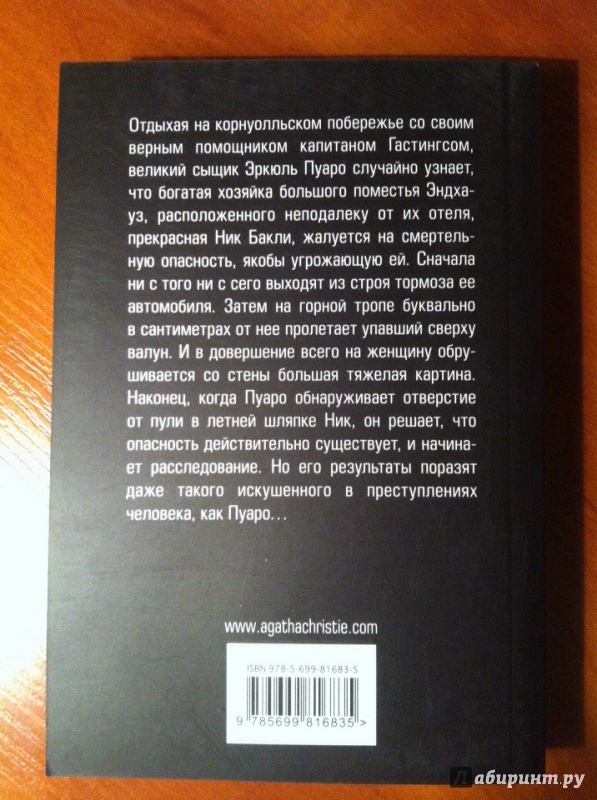 Отдыхая на корнуолльском побережье со своим
верным помощником капитаном Гастингсом,
великий сыщик Эркюль Пуаро случайно узнает,
что богатая хозяйка большого поместья Эндха-
уз, расположенного неподалеку от их отеля,
прекрасная Ник Бакли, жалуется на смертель-
ную опасность, якобы угрожающую ей. Сначала
ни с того ни с сего выходят из строя тормоза ее
автомобиля. Затем на горной тропе буквально
в сантиметрах от нее пролетает упавший сверху
валун. И в довершение всего на женщину обру-
шивается со стены большая тяжелая картина.
Наконец, когда Пуаро обнаруживает отверстие
от пули в летней шляпке Ник, он решает, что
опасность действительно существует, и начина-
ет расследование. Но его результаты поразят
даже такого искушенного в преступлениях
человека, как Пуаро…
www.agathachristie.com
ISBN 978-5-699-81683-5
9 785699 816835 >
Лабиринт.ру